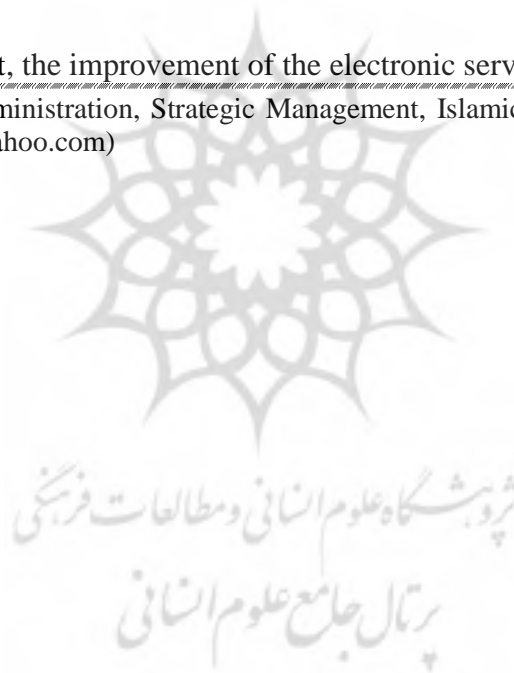 t, the improvement of the electronic serv
ministration, Strategic Management, Islamic
ahoo.com)
پژوهشگاه علوم انسانی و مطالعات فرهنگی
پرتال جامع علوم انسانی